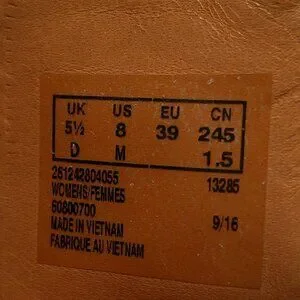 UK US EU CN
5½ 8 39 245
D M 1.5
261242804055
WOMENS/FEMMES 13285
60800700
MADE IN VIETNAM 9/16
FABRIQUE AU VIETNAM